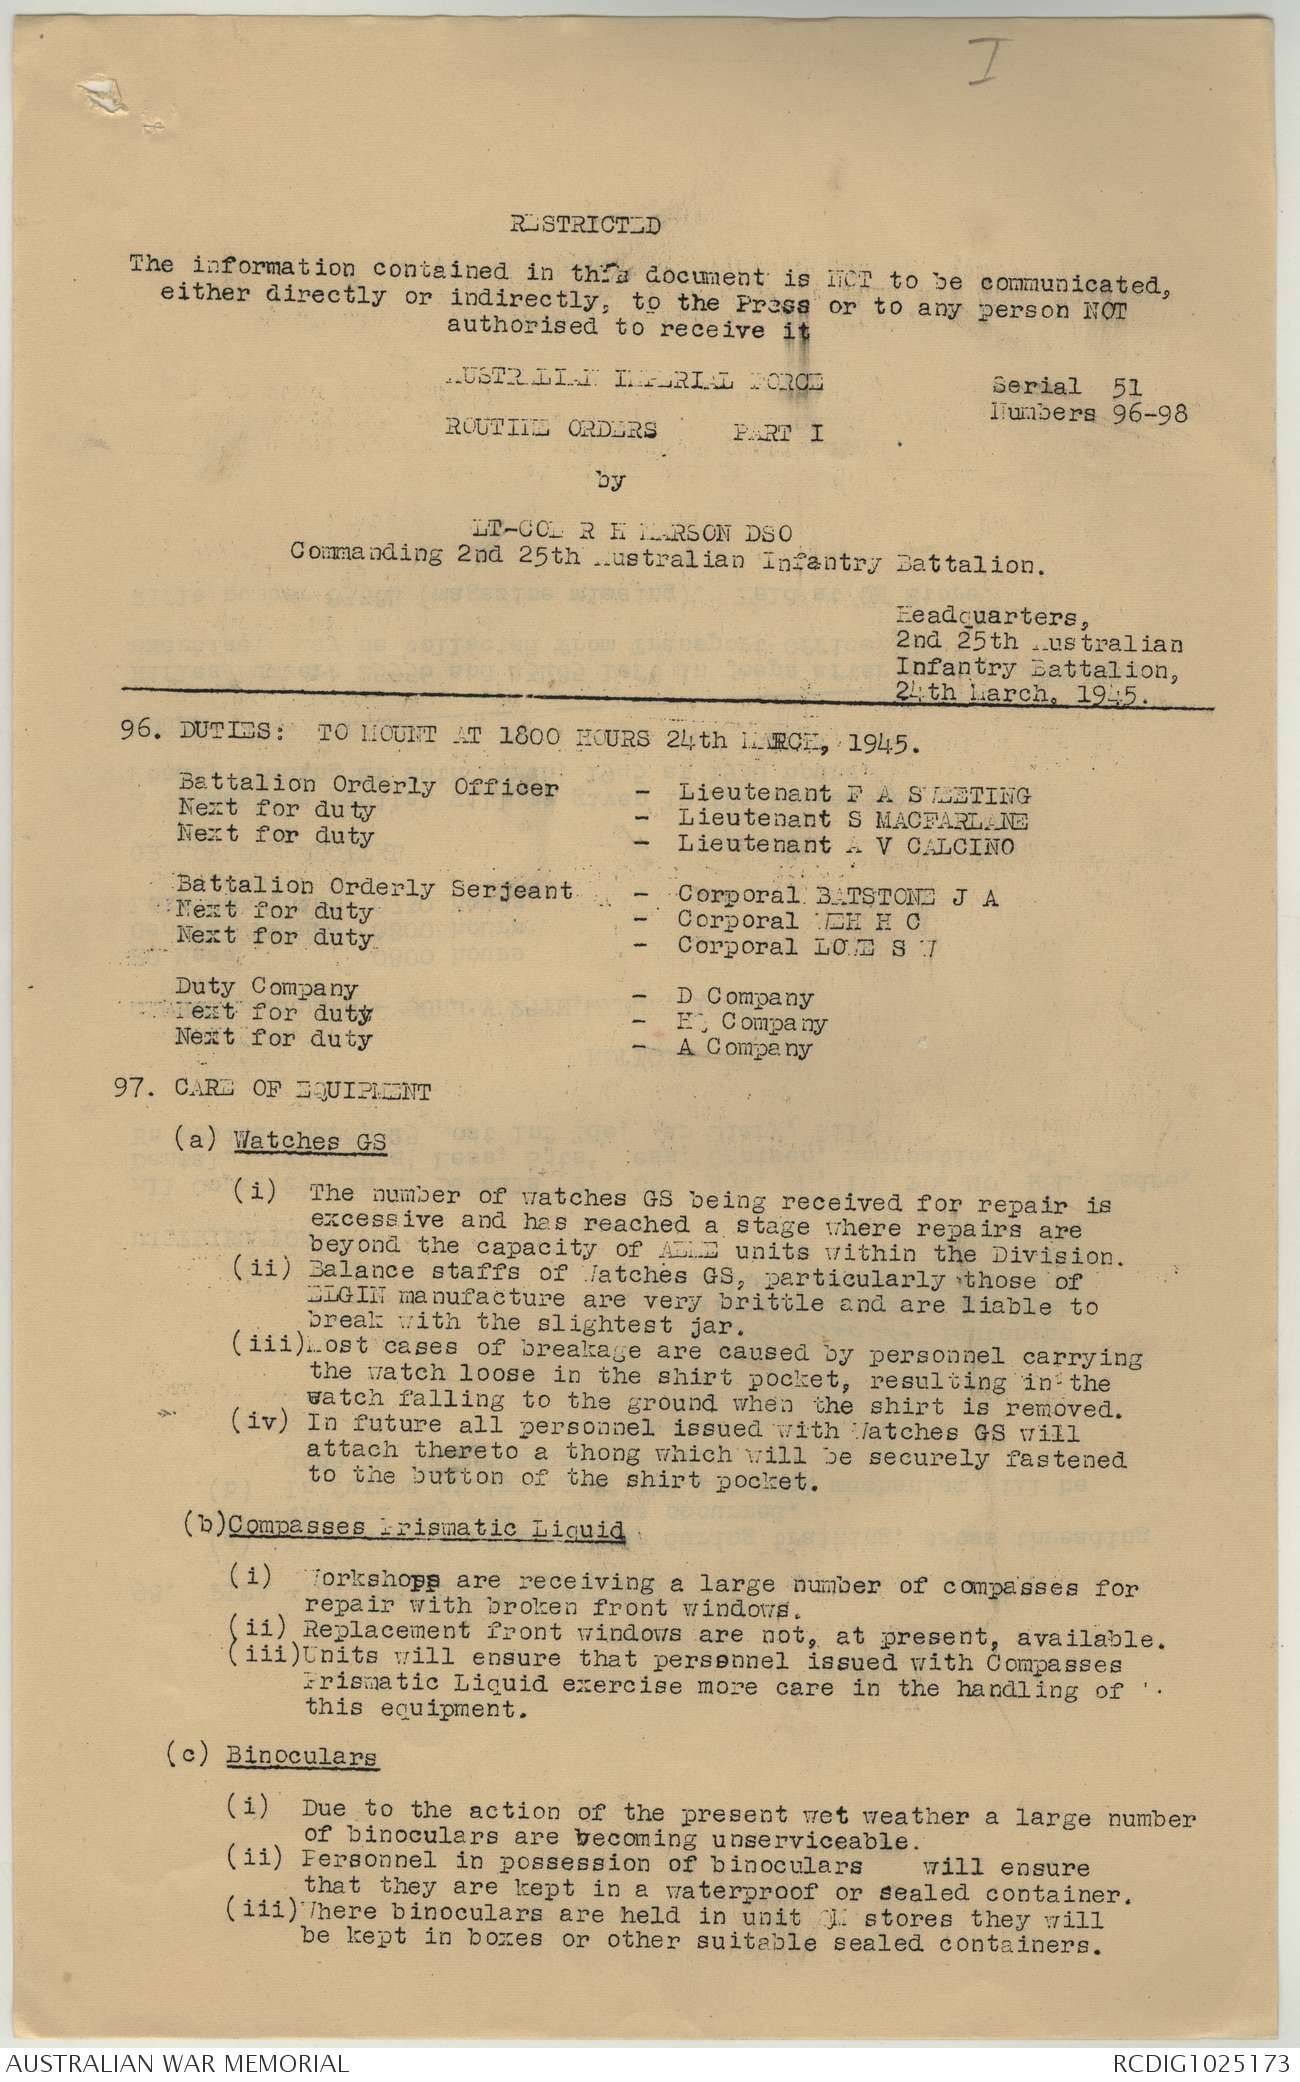 I
RESTRICTED
The information contained in this document is NOT to be communicated,
either directly or indirectly, to the Press or to any person NOT
authorised to receive it
AUSTRALIAN IMPERIAL FORCE
Serial 51
Numbers 96-98
ROUTINE ORDERS PART I
by
LT-COL R H MARSON DSO
Commanding 2nd 25th Australian Infantry Battalion.
Headquarters,
2nd 25th Australian
Infantry Battalion,
24th March, 1945.
96. DUTIES: TO MOUNT AT 1800 HOURS 24th MARCH, 1945.
Battalion Orderly Officer - Lieutenant F A SWEETING
Next for duty - Lieutenant S MACFARLANE
Next for duty - Lieutenant A V CALCINO
Battalion Orderly Serjeant - Corporal BATSTONE J A
Next for duty - Corporal WEH H C
Next for duty - Corporal LOWE S W
Duty Company - D Company
Next for duty - HQ Company
Next for duty - A Company
97. CARE OF EQUIPMENT
(a) Watches GS
(i) The number of watches GS being received for repair is
excessive and has reached a stage where repairs are
beyond the capacity of AEME units within the Division.
(ii) Balance staffs of Watches GS, particularly those of
ELGIN manufacture are very brittle and are liable to
break with the slightest jar.
(iii)Most cases of breakage are caused by personnel carrying
the watch loose in the shirt pocket, resulting in the
watch falling to the ground when the shirt is removed.
(iv) In future all personnel issued with Watches GS will
attach thereto a thong which will be securely fastened
to the button of the shirt pocket.
(b)Compasses Prismatic Liquid
(i) Workshops are receiving a large number of compasses for
repair with broken front windows.
(ii) Replacement front windows are not, at present, available.
(iii)Units will ensure that personnel issued with Compasses
Prismatic Liquid exercise more care in the handling of
this equipment.
(c) Binoculars
(i) Due to the action of the present wet weather a large number
of binoculars are becoming unserviceable.
(ii) Personnel in possession of binoculars will ensure
that they are kept in a waterproof or sealed container.
(iii)Where binoculars are held in unit QM stores they will
be kept in boxes or other suitable sealed containers.
AUSTRALIAN WAR MEMORIAL
RCDIG1025173